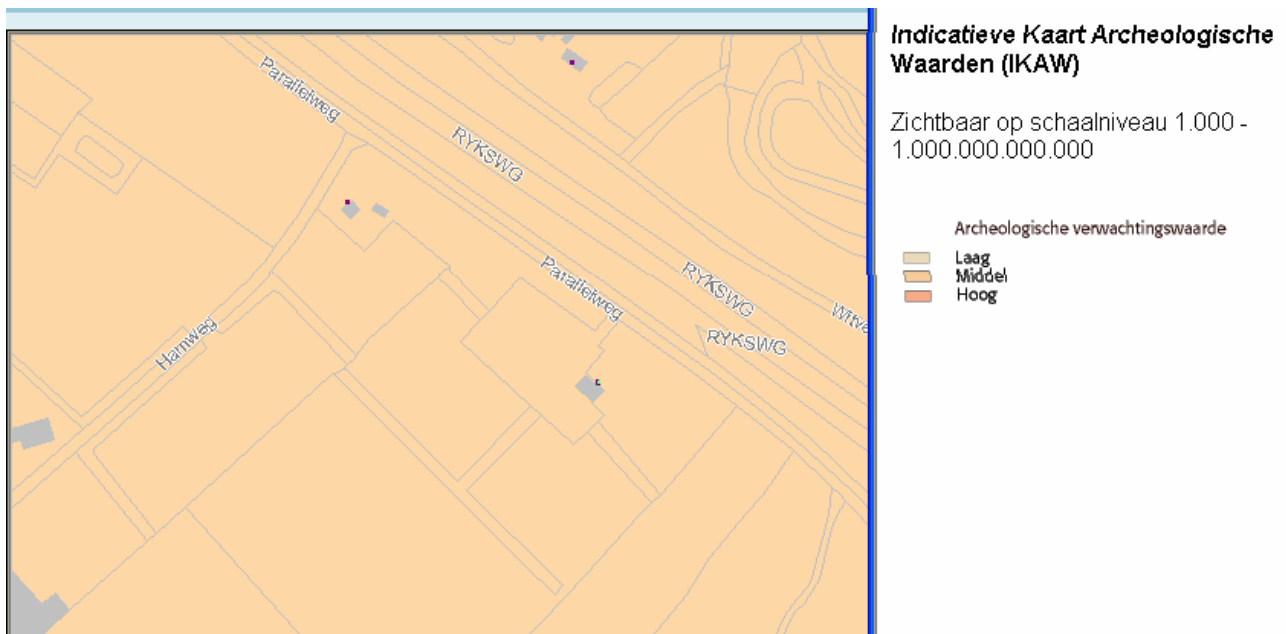 Indicatieve Kaart Archeologische
Waarden (IKAW)
Zichtbaar op schaalniveau 1.000 -
1.000.000.000.000
Archeologische verwachtingswaarde
Laag
Middel
Hoog
Parallelweg
RYKSWG
Parallelweg
RYKSWG
RYKSWG
Witve
Hamweg